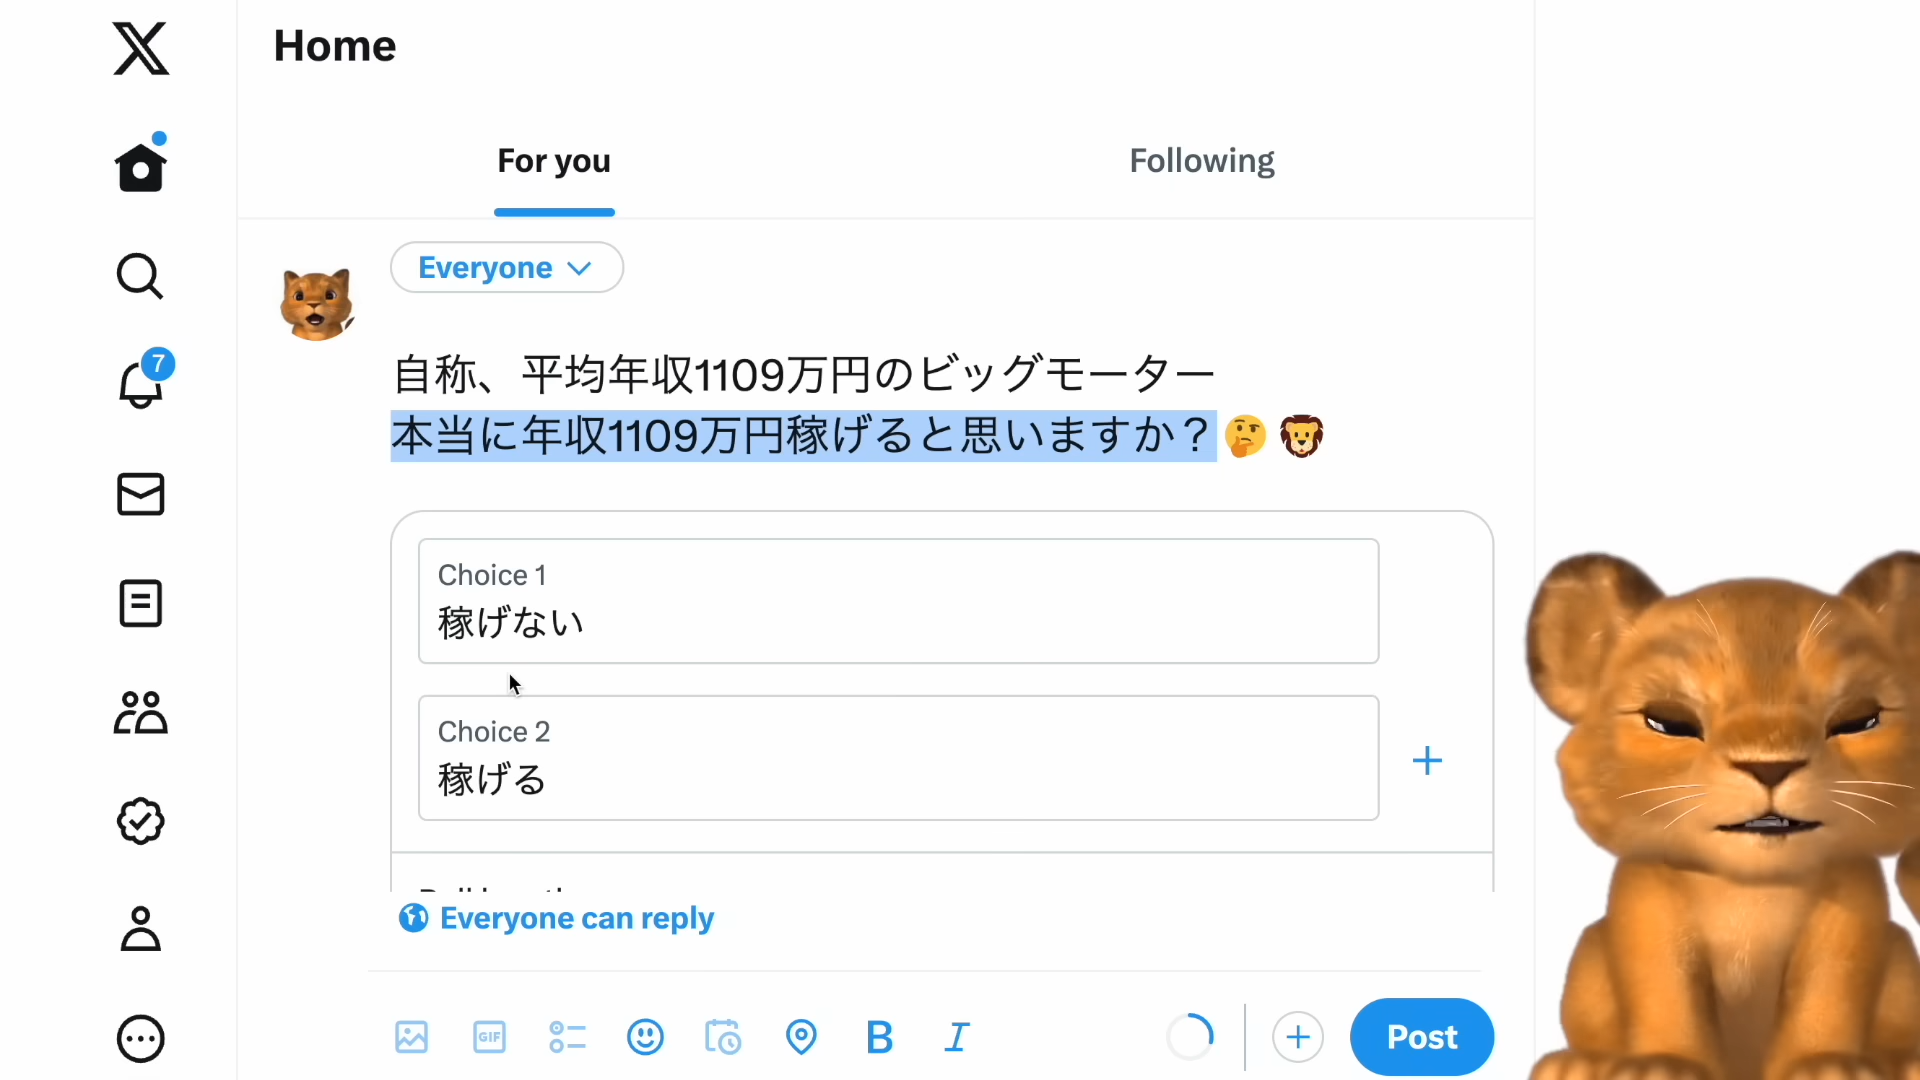 Home
For you
Following
7
Everyone
自称、平均年収1109万円のビッグモーター
本当に年収1109万円稼げると思いますか？🤔🦁
Choice 1
稼げない
Choice 2
稼げる
Everyone can reply
GIF
B
I
Post